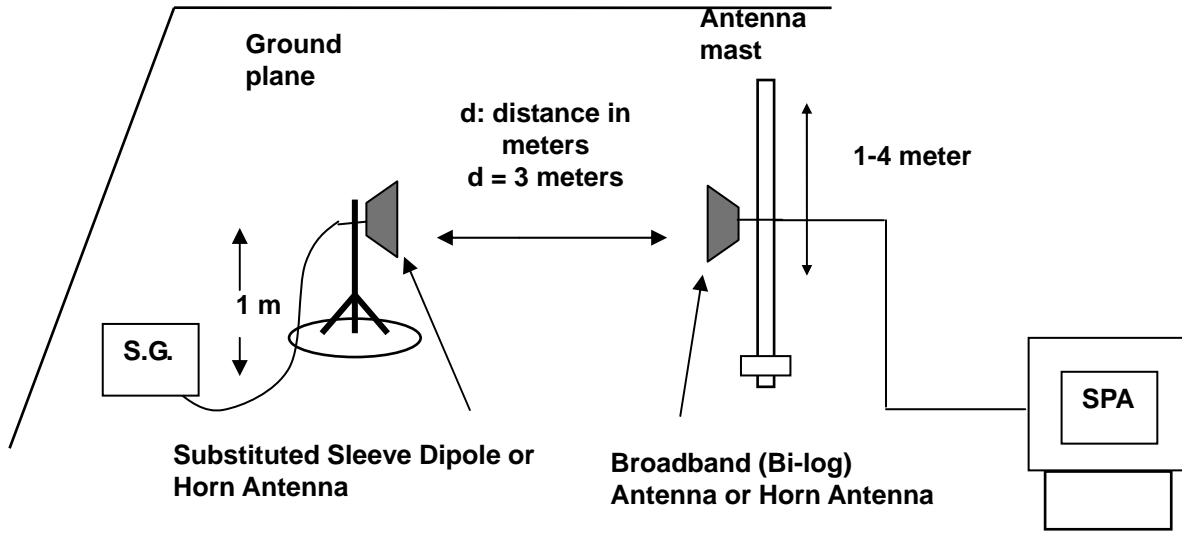 Ground
plane
Antenna
mast
d: distance in
meters
d = 3 meters
1-4 meter
1 m
S.G.
SPA
Substituted Sleeve Dipole or
Horn Antenna
Broadband (Bi-log)
Antenna or Horn Antenna